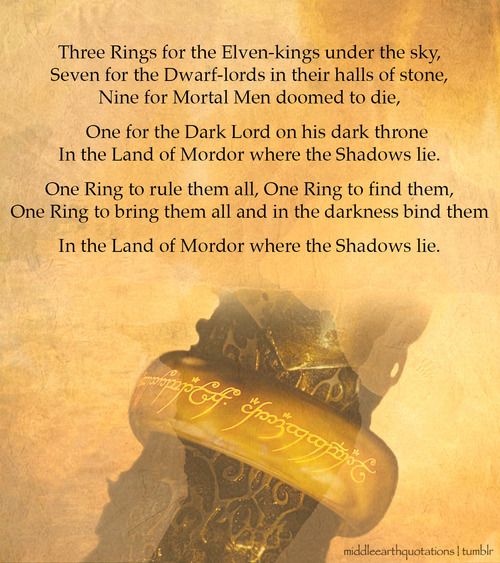 Three Rings for the Elven-kings under the sky,
Seven for the Dwarf-lords in their halls of stone,
Nine for Mortal Men doomed to die,
One for the Dark Lord on his dark throne
In the Land of Mordor where the Shadows lie.
One Ring to rule them all, One Ring to find them,
One Ring to bring them all and in the darkness bind them
In the Land of Mordor where the Shadows lie.
middleearthquotations | tumblr